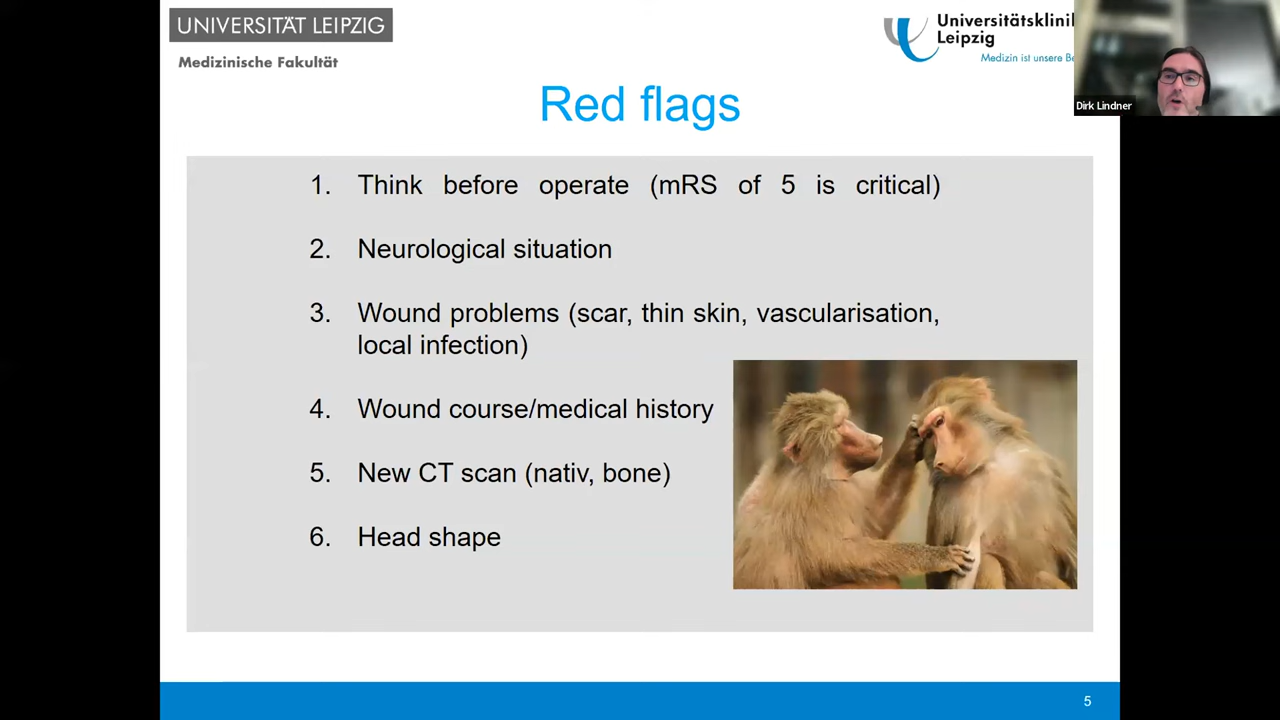 UNIVERSITÄT LEIPZIG
Medizinische Fakultät
Universitätsklinik
Leipzig
Medizin ist unsere Be
Dirk Lindner
Red flags
1. Think before operate (mRS of 5 is critical)
2. Neurological situation
3. Wound problems (scar, thin skin, vascularisation,
local infection)
4. Wound course/medical history
5. New CT scan (nativ, bone)
6. Head shape
5